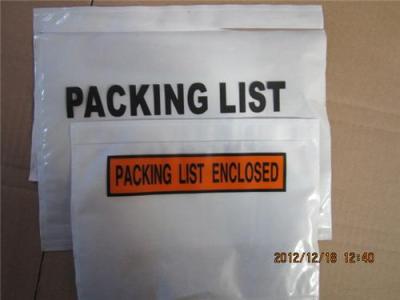 PACKING LIST
PACKING LIST ENCLOSED
2012/12/18 12:40